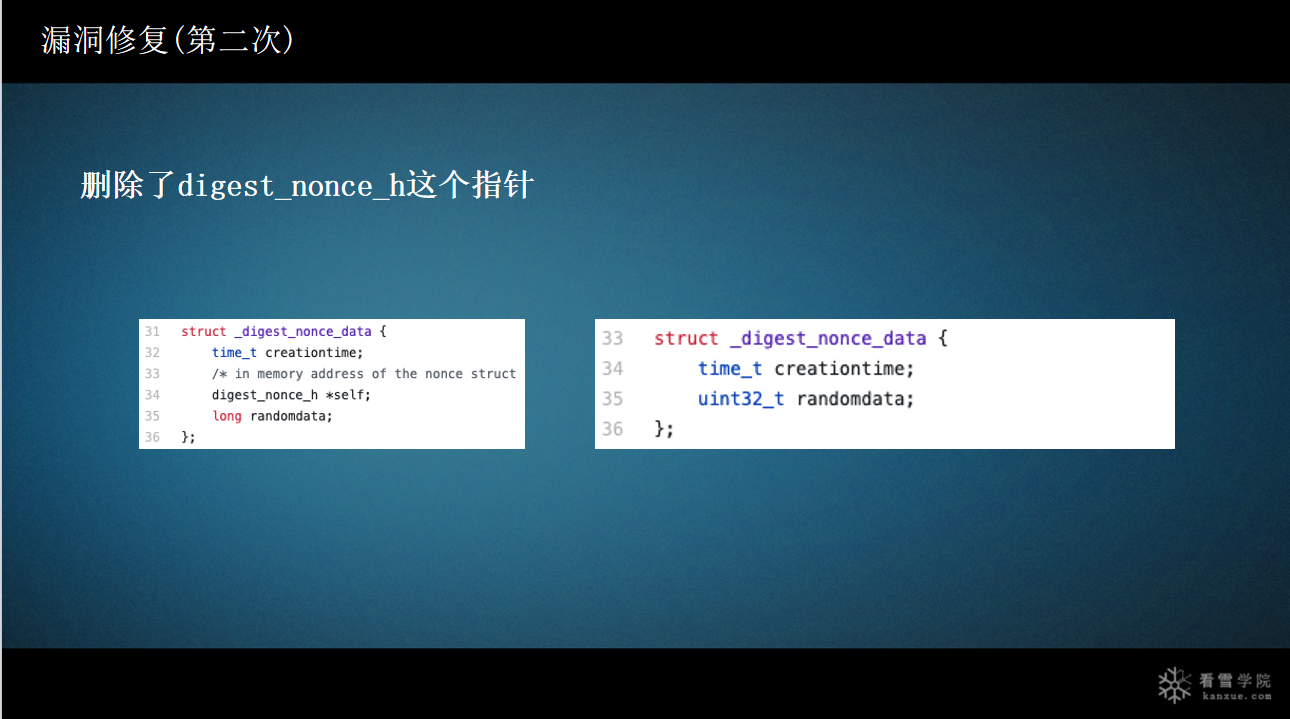 漏洞修复(第二次)
删除了digest_nonce_h这个指针
31 struct _digest_nonce_data {
32 time_t creationtime;
33 /* in memory address of the nonce struct
34 digest_nonce_h *self;
35 long randomdata;
36 };
33 struct _digest_nonce_data {
34 time_t creationtime;
35 uint32_t randomdata;
36 };
看雪学院
kanxue.com